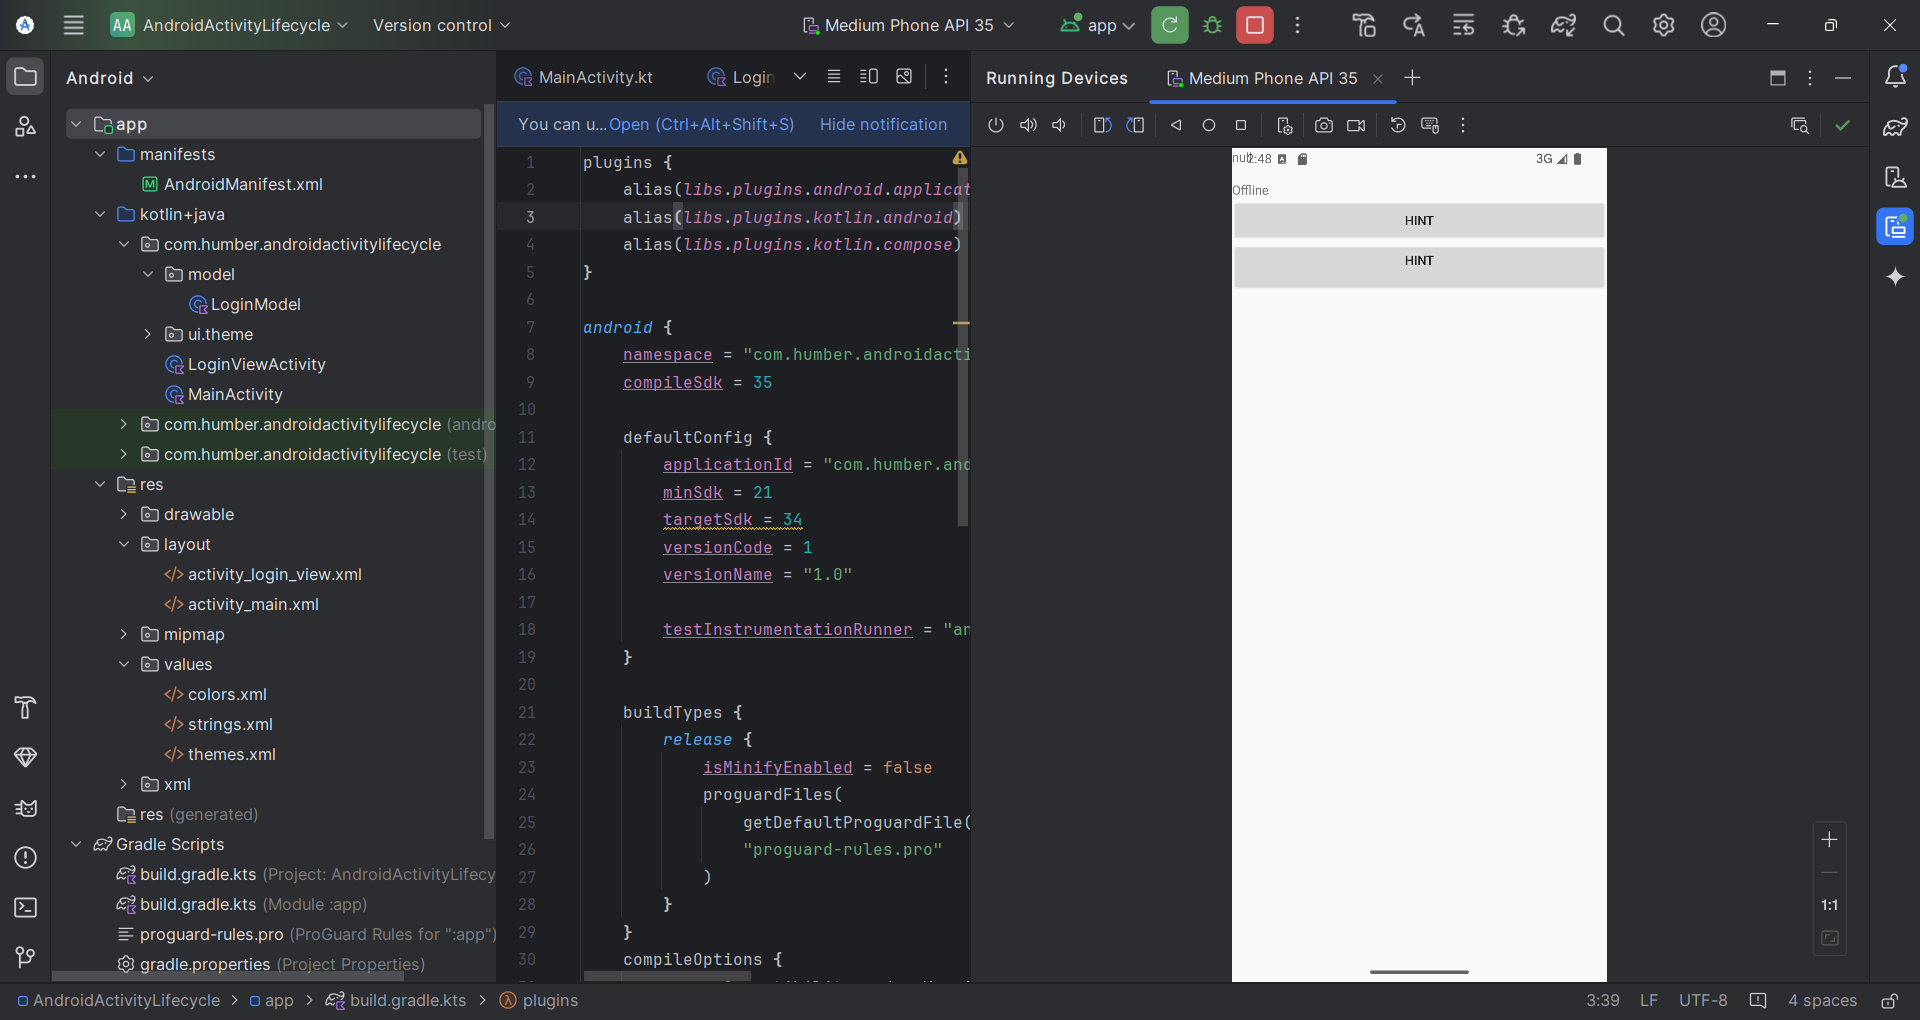 AA AndroidActivityLifecycle Version control Medium Phone API 35 app
Android
app
manifests
AndroidManifest.xml
kotlin+java
com.humber.androidactivitylifecycle
model
LoginModel
ui.theme
LoginViewActivity
MainActivity
com.humber.androidactivitylifecycle (andro
com.humber.androidactivitylifecycle (test)
res
drawable
layout
activity_login_view.xml
activity_main.xml
mipmap
values
colors.xml
strings.xml
themes.xml
xml
res (generated)
Gradle Scripts
build.gradle.kts (Project: AndroidActivityLifecy
build.gradle.kts (Module :app)
proguard-rules.pro (ProGuard Rules for ":app")
gradle.properties (Project Properties)
MainActivity.kt Login
You can u...Open (Ctrl+Alt+Shift+S) Hide notification
1 plugins {
2 alias(libs.plugins.android.applicat
3 alias(libs.plugins.kotlin.android)
4 alias(libs.plugins.kotlin.compose)
5 }
6
7 android {
8 namespace = "com.humber.androidacti
9 compileSdk = 35
10
11 defaultConfig {
12 applicationId = "com.humber.and
13 minSdk = 21
14 targetSdk = 34
15 versionCode = 1
16 versionName = "1.0"
17
18 testInstrumentationRunner = "an
19 }
20
21 buildTypes {
22 release {
23 isMinifyEnabled = false
24 proguardFiles(
25 getDefaultProguardFile(
26 "proguard-rules.pro"
27 )
28 }
29 }
30 compileOptions {
Running Devices Medium Phone API 35
2:48 3G
Offline
HINT
HINT
1:1
AndroidActivityLifecycle > app > build.gradle.kts > plugins
3:39 LF UTF-8 4 spaces